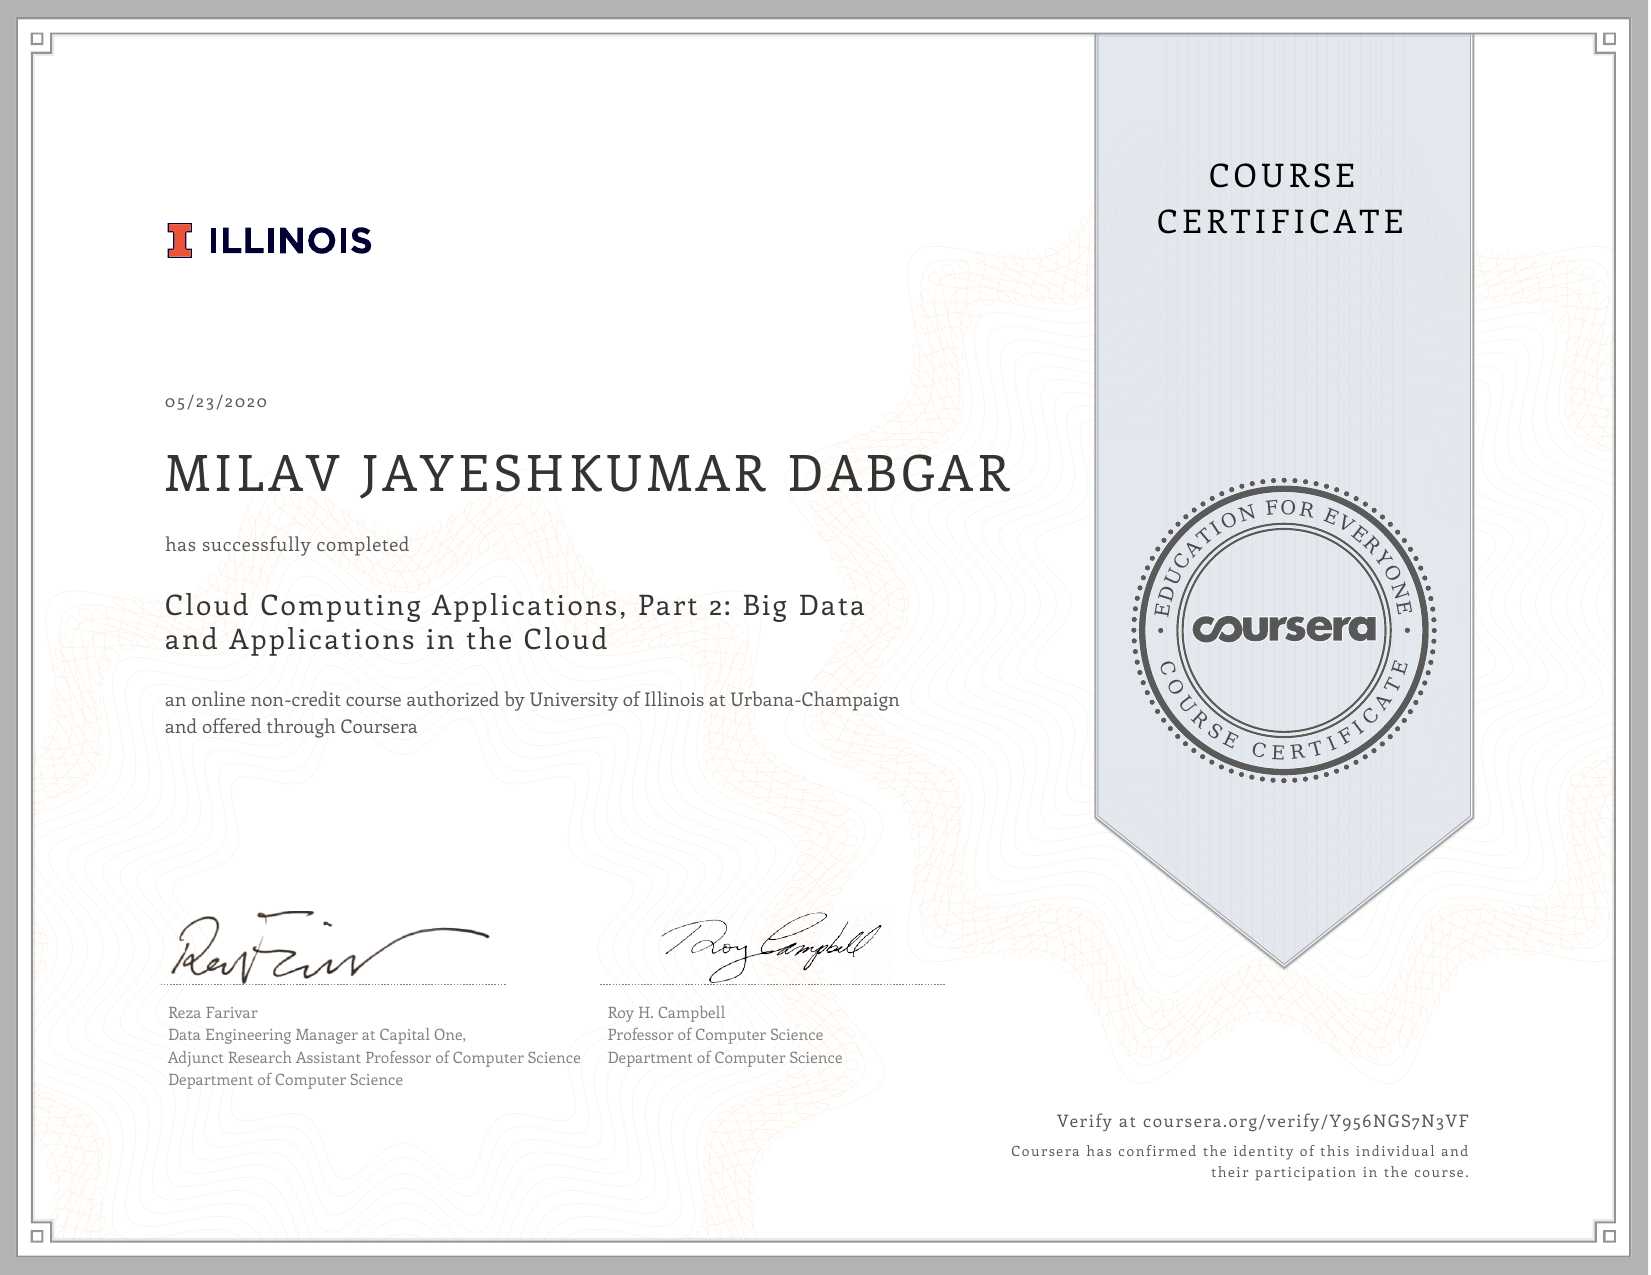 COURSE
CERTIFICATE
ILLINOIS
05/23/2020
MILAV JAYESHKUMAR DABGAR
has successfully completed
Cloud Computing Applications, Part 2: Big Data
and Applications in the Cloud
an online non-credit course authorized by University of Illinois at Urbana-Champaign
and offered through Coursera
EDUCATION FOR EVERYONE
coursera
COURSE CERTIFICATE
Roy Campbell
Reza Farivar
Data Engineering Manager at Capital One,
Adjunct Research Assistant Professor of Computer Science
Department of Computer Science
Roy H. Campbell
Professor of Computer Science
Department of Computer Science
Verify at coursera.org/verify/Y956NGS7N3VF
Coursera has confirmed the identity of this individual and
their participation in the course.